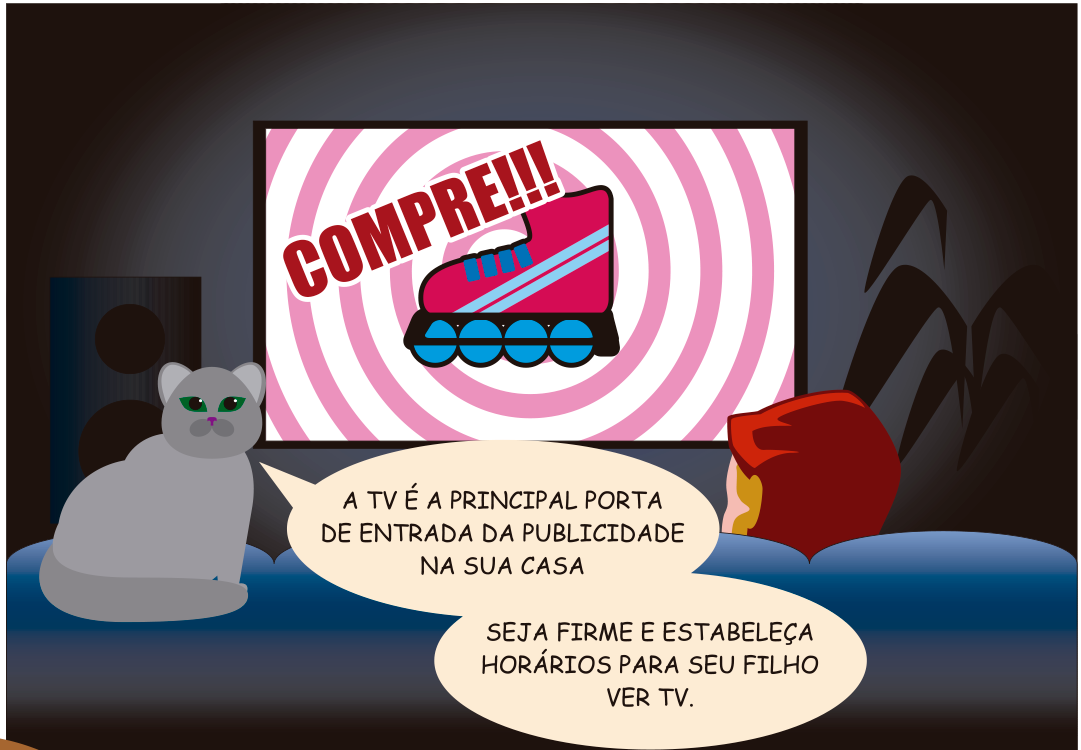 COMPRE!!!
A TV É A PRINCIPAL PORTA
DE ENTRADA DA PUBLICIDADE
NA SUA CASA
SEJA FIRME E ESTABELEÇA
HORÁRIOS PARA SEU FILHO
VER TV.